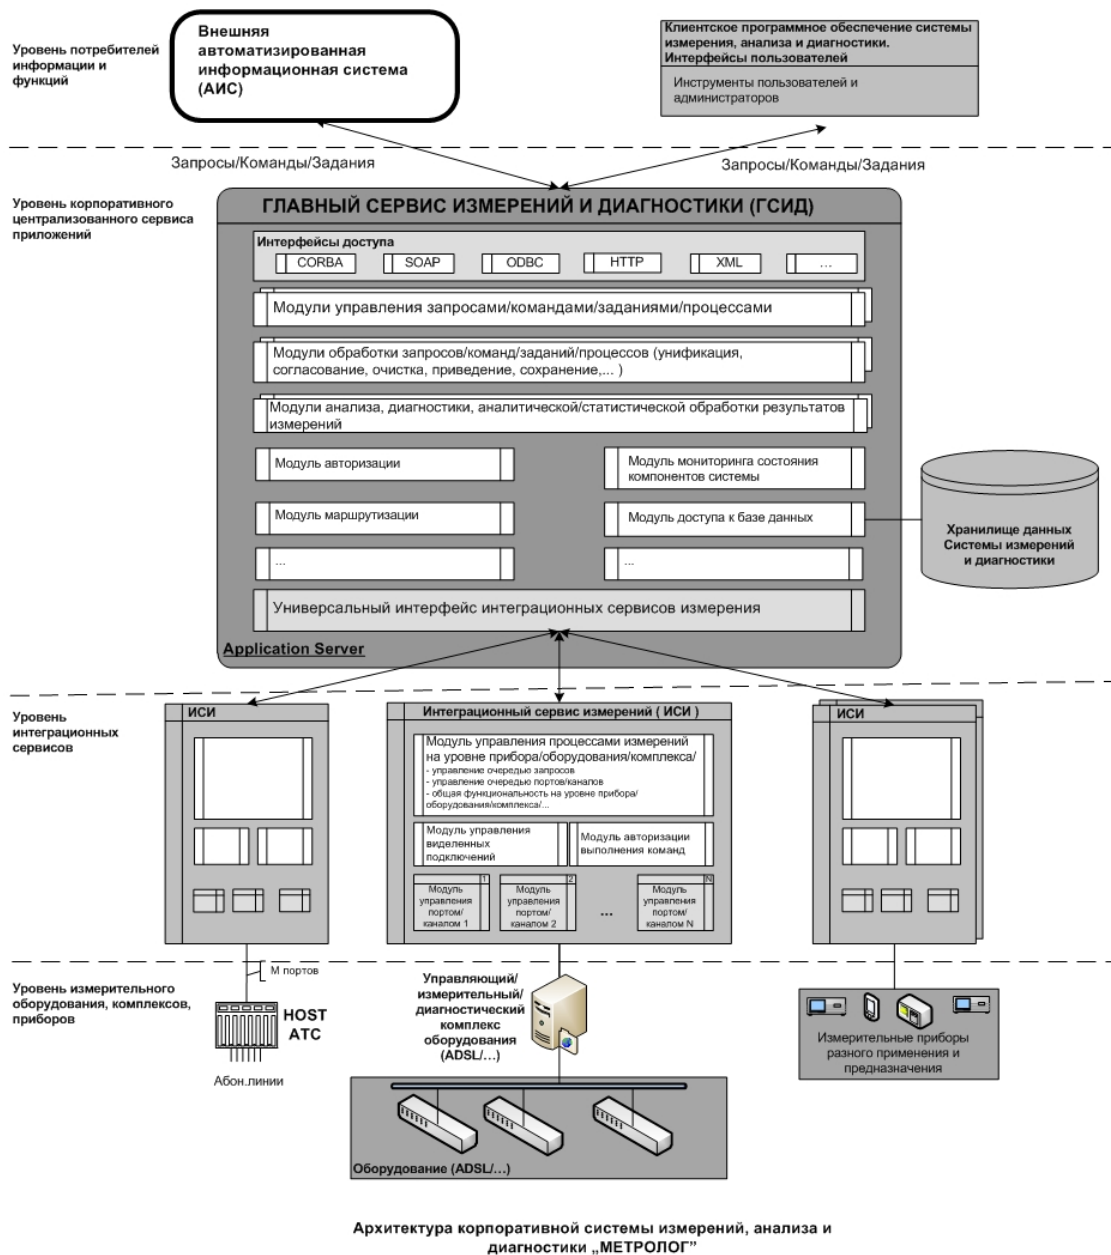 Уровень потребителей
информации и
функций
Внешняя
автоматизированная
информационная система
(АИС)
Клиентское программное обеспечение системы
измерения, анализа и диагностики.
Интерфейсы пользователей
Инструменты пользователей и
администраторов
Запросы/Команды/Задания
Запросы/Команды/Задания
Уровень корпоративного
централизованного сервиса
приложений
ГЛАВНЫЙ СЕРВИС ИЗМЕРЕНИЙ И ДИАГНОСТИКИ (ГСИД)
Интерфейсы доступа
CORBA
SOAP
ODBC
HTTP
XML
...
Модули управления запросами/командами/заданиями/процессами
Модули обработки запросов/команд/заданий/процессов (унификация,
согласование, очистка, приведение, сохранение,... )
Модули анализа, диагностики, аналитической/статистической обработки результатов
измерений
Модуль авторизации
Модуль мониторинга состояния
компонентов системы
Модуль маршрутизации
Модуль доступа к базе данных
...
...
Хранилище данных
Системы измерений
и диагностики
Универсальный интерфейс интеграционных сервисов измерения
Application Server
Уровень
интеграционных
сервисов
ИСИ
Интеграционный сервис измерений ( ИСИ )
Модуль управления процессами измерений
на уровне прибора/оборудования/комплекса/
- управление очередью запросов
- управление очередью портов/каналов
- общая функциональность на уровне прибора/
оборудования/комплекса/...
Модуль управления
виделенных
подключений
Модуль авторизации
выполнения команд
1
Модуль
управления
портом/
каналом 1
2
Модуль
управления
портом/
каналом 2
...
N
Модуль
управления
портом/
каналом N
ИСИ
Уровень измерительного
оборудования, комплексов,
приборов
М портов
HOST
АТС
Абон.линии
Управляющий/
измерительный/
диагностический
комплекс
оборудования
(ADSL/...)
Оборудование (ADSL/...)
Измерительные приборы
разного применения и
предназначения
Архитектура корпоративной системы измерений, анализа и
диагностики „МЕТРОЛОГ”